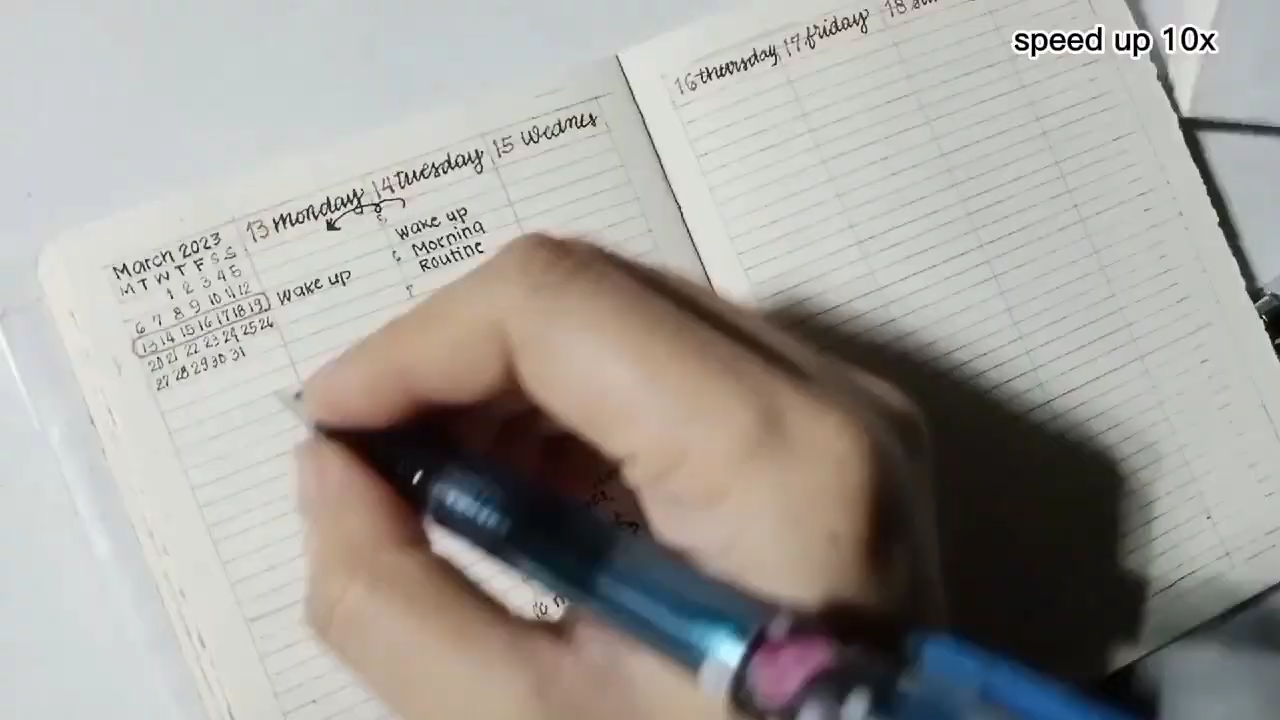 speed up 10x
March 2023
M T W T F S S
1 2 3 4 5
6 7 8 9 10 11 12
13 14 15 16 17 18 19
20 21 22 23 24 25 26
27 28 29 30 31
13 monday
wake up
14 tuesday
wake up
Morning
Routine
15 wednes
16 thursday
17 friday
18